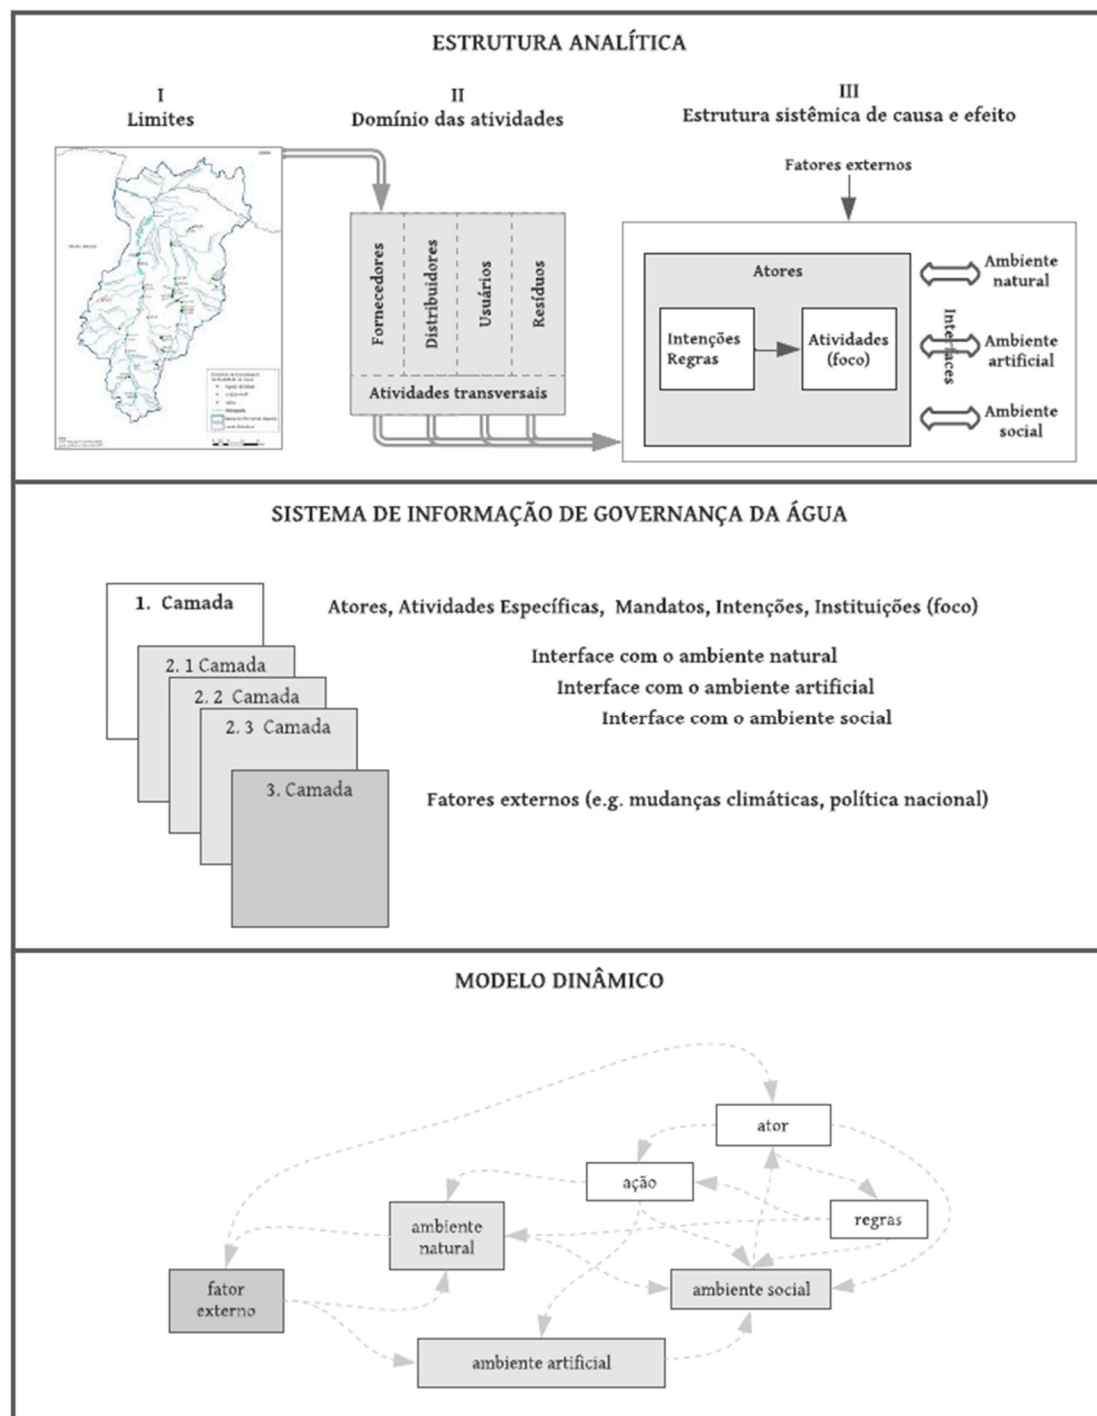 ESTRUTURA ANALÍTICA
I
Limites
II
Domínio das atividades
III
Estrutura sistêmica de causa e efeito
Fornecedores
Distribuidores
Usuários
Resíduos
Atividades transversais
Fatores externos
Atores
Intenções
Regras
Atividades
(foco)
Interfaces
Ambiente
natural
Ambiente
artificial
Ambiente
social
SISTEMA DE INFORMAÇÃO DE GOVERNANÇA DA ÁGUA
1. Camada
Atores, Atividades Específicas, Mandatos, Intenções, Instituições (foco)
2. 1 Camada
Interface com o ambiente natural
2. 2 Camada
Interface com o ambiente artificial
2. 3 Camada
Interface com o ambiente social
3. Camada
Fatores externos (e.g. mudanças climáticas, política nacional)
MODELO DINÂMICO
ator
ação
regras
ambiente
natural
fator
externo
ambiente social
ambiente artificial